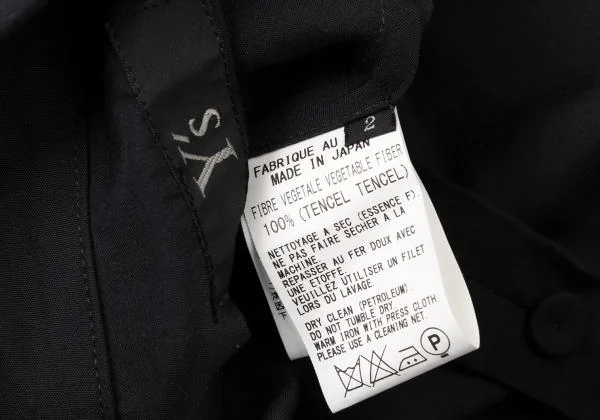 Y's
2
FABRIQUE AU
MADE IN JAPAN
FIBRE VEGETALE VEGETABLE FIBER
100% (TENCEL TENCEL)
NETTOYAGE A SEC (ESSENCE F).
NE PAS FAIRE SECHER A LA
MACHINE.
REPASSER AU FER DOUX AVEC
UNE ETOFFE.
VEUILLEZ UTILISER UN FILET
LORS DU LAVAGE.
DRY CLEAN (PETROLEUM).
DO NOT TUMBLE DRY.
WARM IRON WITH PRESS CLOTH.
PLEASE USE A CLEANING NET.
P